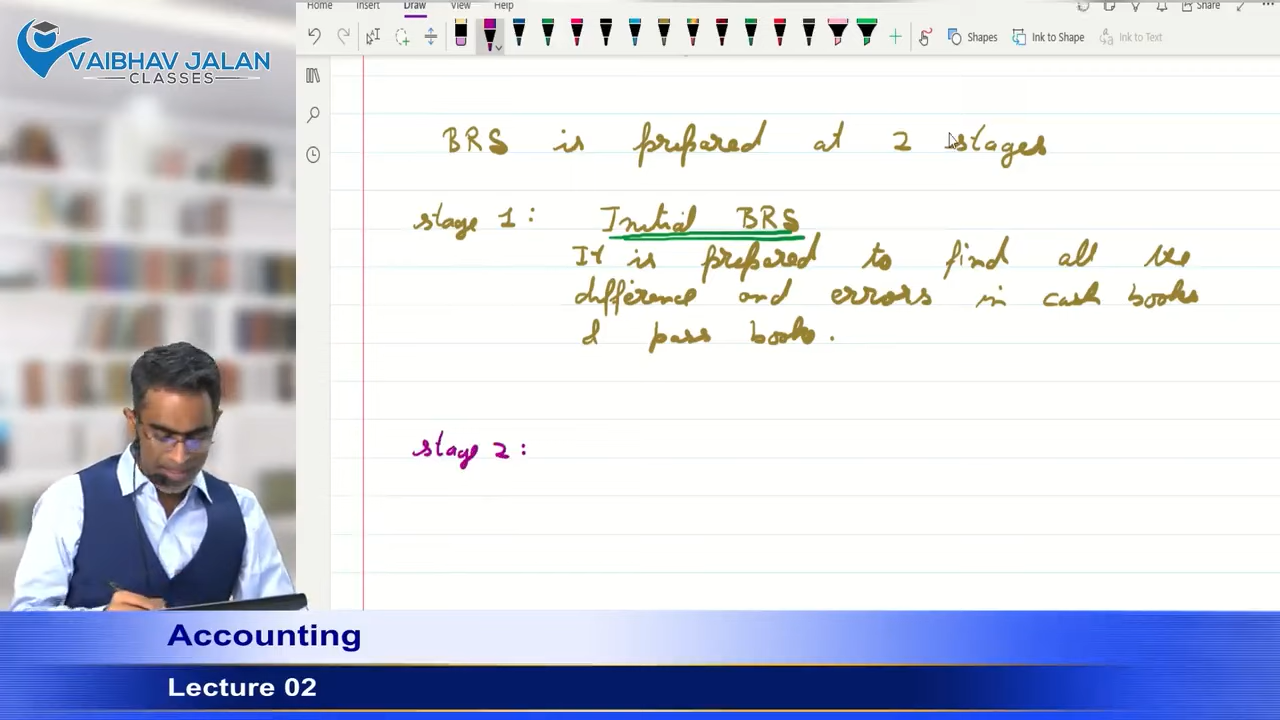 Home Insert Draw View Help Share
VAIBHAV JALAN
CLASSES
Shapes Ink to Shape Ink to Text
BRS is prepared at 2 stages
stage 1: Initial BRS
It is prepared to find all the
difference and errors in cash books
& pass book.
stage 2:
Accounting
Lecture 02